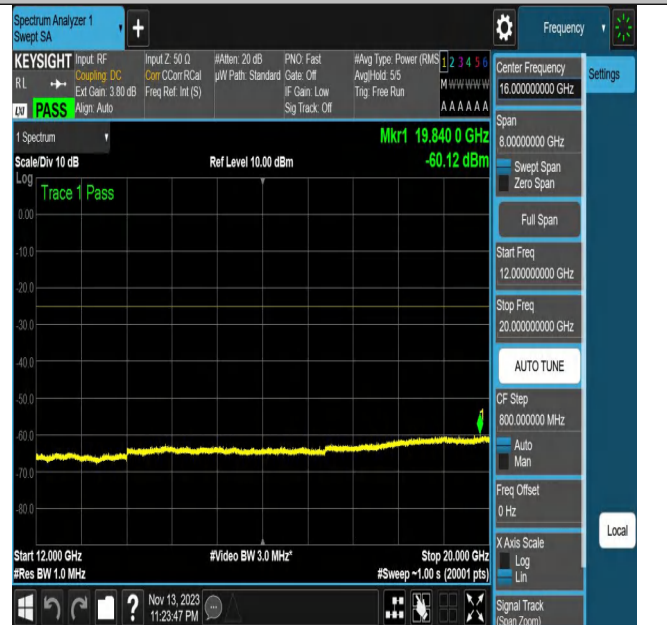 Spectrum Analyzer 1
Swept SA
+
Frequency
KEYSIGHT
RL
LXI
PASS
Input: RF
Coupling: DC
Ext Gain: 3.80 dB
Align: Auto
Input Z: 50 Ω
Corr CCorr RCal
Freq Ref: Int (S)
#Atten: 20 dB
µW Path: Standard
PNO: Fast
Gate: Off
IF Gain: Low
Sig Track: Off
#Avg Type: Power (RMS
Avg|Hold: 5/5
Trig: Free Run
1 2 3 4 5 6
M W W W W W
A A A A A A
1 Spectrum
Scale/Div 10 dB
Ref Level 10.00 dBm
Mkr1 19.840 0 GHz
-60.12 dBm
Log
Trace 1 Pass
0.00
-10.0
-20.0
-30.0
-40.0
-50.0
-60.0
-70.0
-80.0
Start 12.000 GHz
#Video BW 3.0 MHz*
Stop 20.000 GHz
#Res BW 1.0 MHz
#Sweep ~1.00 s (20001 pts)
?
Nov 13, 2023
11:23:47 PM
Center Frequency
16.000000000 GHz
Settings
Span
8.00000000 GHz
Swept Span
Zero Span
Full Span
Start Freq
12.000000000 GHz
Stop Freq
20.000000000 GHz
AUTO TUNE
CF Step
800.000000 MHz
Auto
Man
Freq Offset
0 Hz
X Axis Scale
Log
Lin
Local
Signal Track
(Span Zoom)